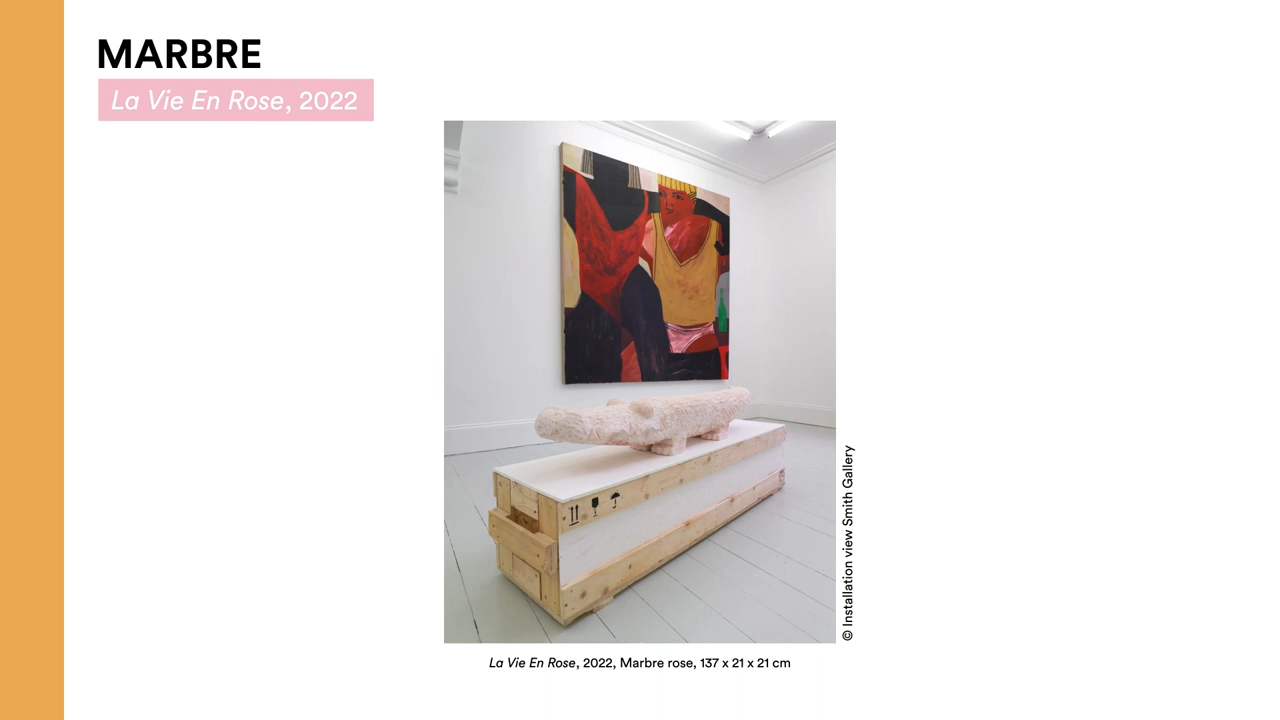 MARBRE
La Vie En Rose, 2022
© Installation view Smith Gallery
La Vie En Rose, 2022, Marbre rose, 137 x 21 x 21 cm